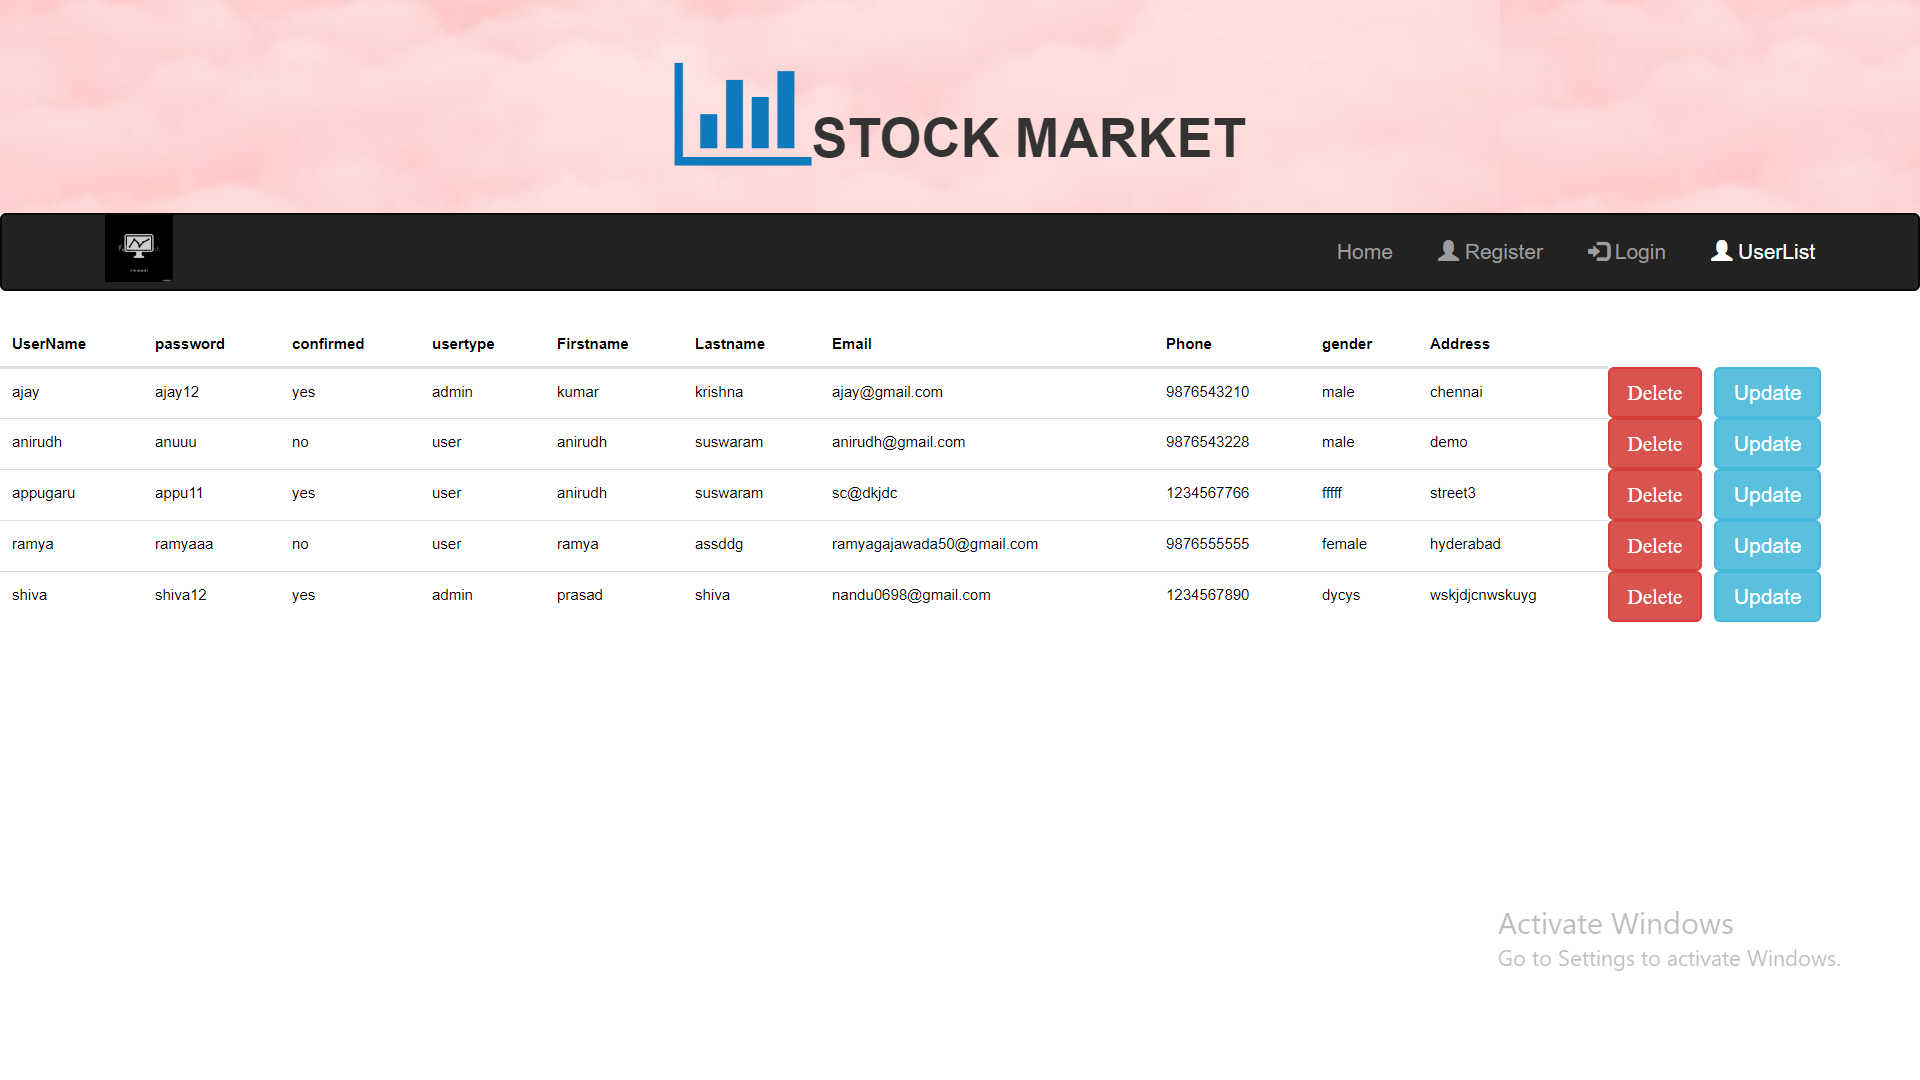 STOCK MARKET
Home Register Login UserList
UserName password confirmed usertype Firstname Lastname Email Phone gender Address
ajay ajay12 yes admin kumar krishna ajay@gmail.com 9876543210 male chennai Delete Update
anirudh anuuu no user anirudh suswaram anirudh@gmail.com 9876543228 male demo Delete Update
appugaru appu11 yes user anirudh suswaram sc@dkjdc 1234567766 fffff street3 Delete Update
ramya ramyaaa no user ramya assddg ramyagajawada50@gmail.com 9876555555 female hyderabad Delete Update
shiva shiva12 yes admin prasad shiva nandu0698@gmail.com 1234567890 dycys wskjdjcnwskuyg Delete Update
Activate Windows
Go to Settings to activate Windows.